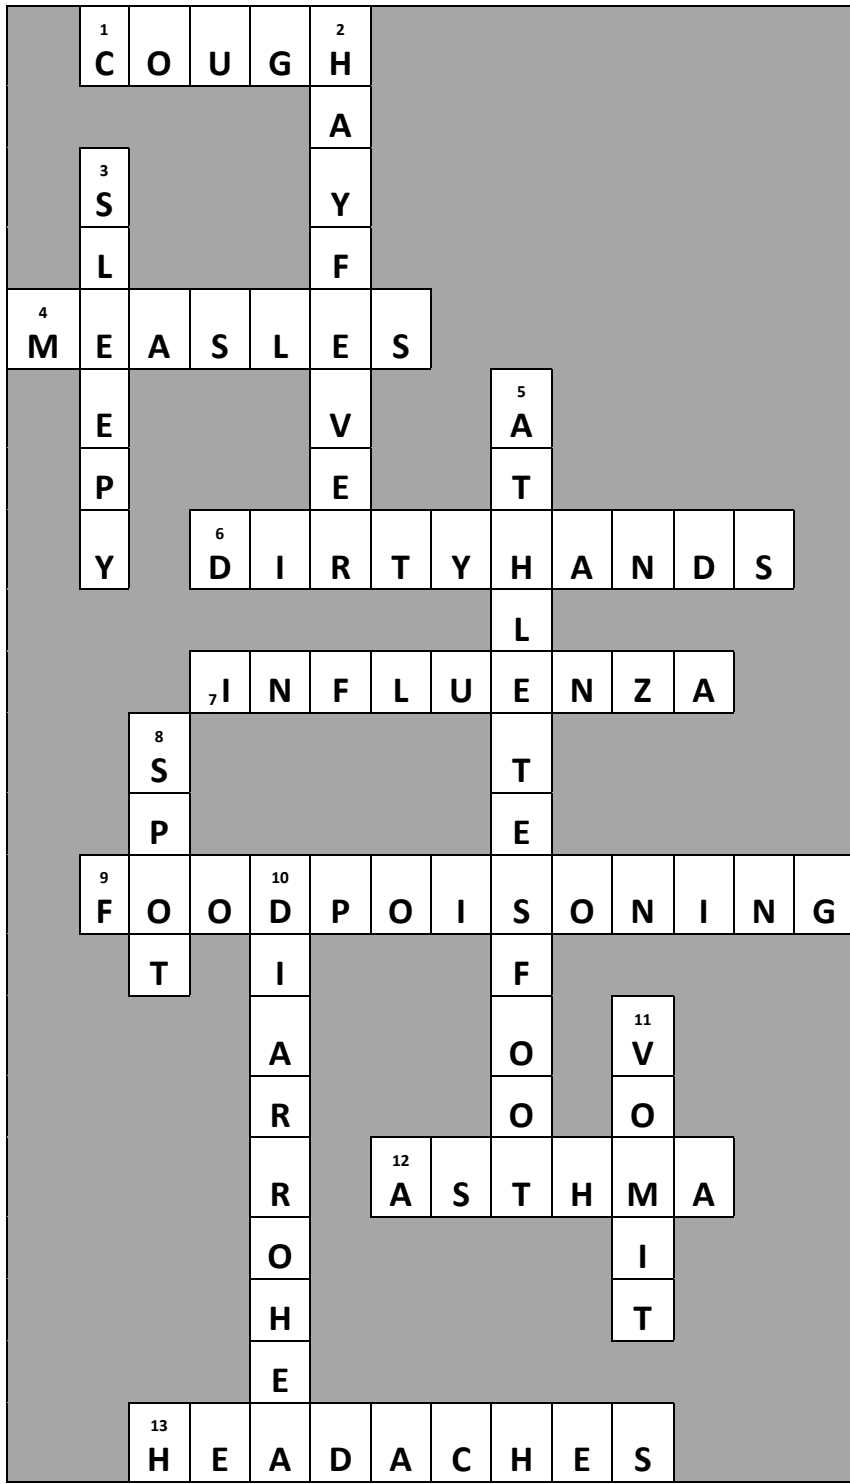 1 2
C O U G H
A
3
S Y
L F
4
M E A S L E S
5
E V A
P E T
6
Y D I R T Y H A N D S
L
7 I N F L U E N Z A
8
S T
P E
9 10
F O O D P O I S O N I N G
T I F
11
A O V
R O O
12
R A S T H M A
O I
H T
E
13
H E A D A C H E S